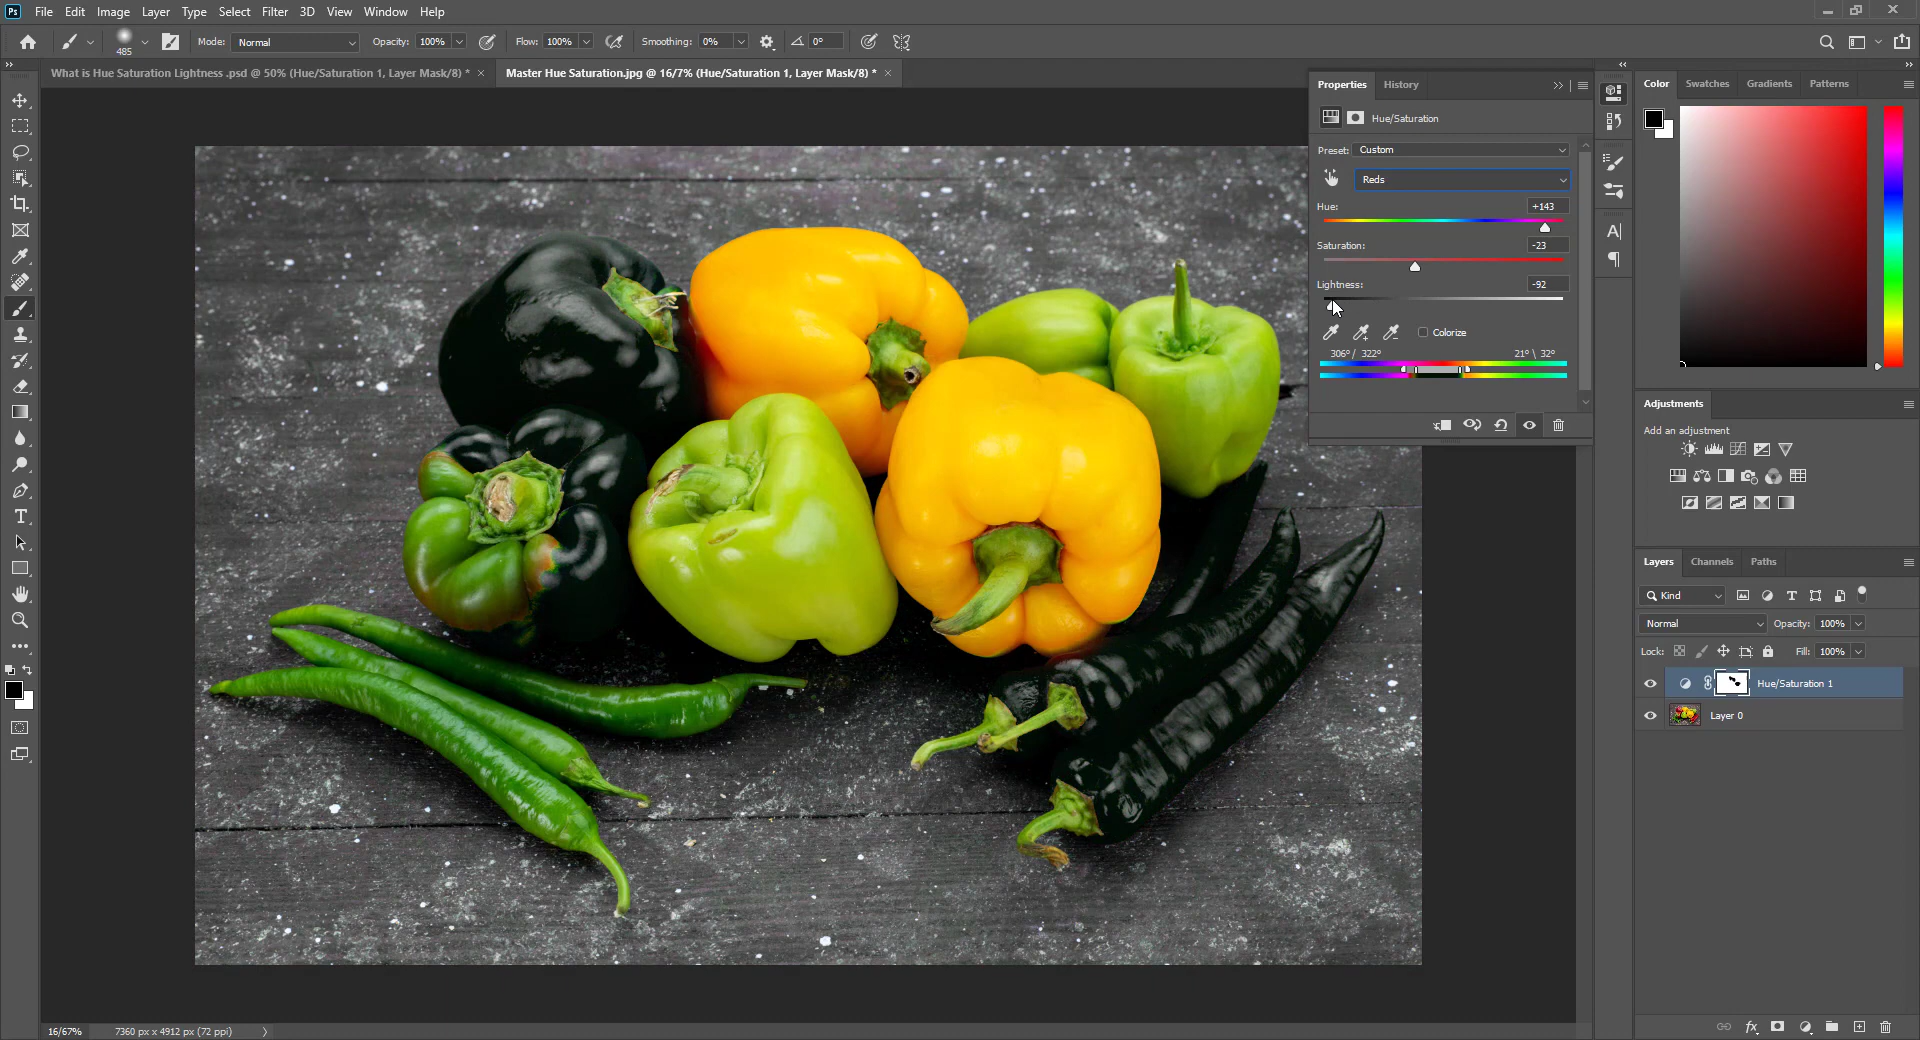 Ps File Edit Image Layer Type Select Filter 3D View Window Help
485 Mode: Normal Opacity: 100% Flow: 100% Smoothing: 0% 0°
What is Hue Saturation Lightness .psd @ 50% (Hue/Saturation 1, Layer Mask/8) * × Master Hue Saturation.jpg @ 16/7% (Hue/Saturation 1, Layer Mask/8) * ×
Properties History
Hue/Saturation
Preset: Custom
Reds
Hue: +143
Saturation: -23
Lightness: -92
Colorize
306°/ 322° 21° \ 32°
Color Swatches Gradients Patterns
Adjustments
Add an adjustment
Layers Channels Paths
Kind
Normal Opacity: 100%
Lock: Fill: 100%
Hue/Saturation 1
Layer 0
16/67% 7360 px x 4912 px (72 ppi)